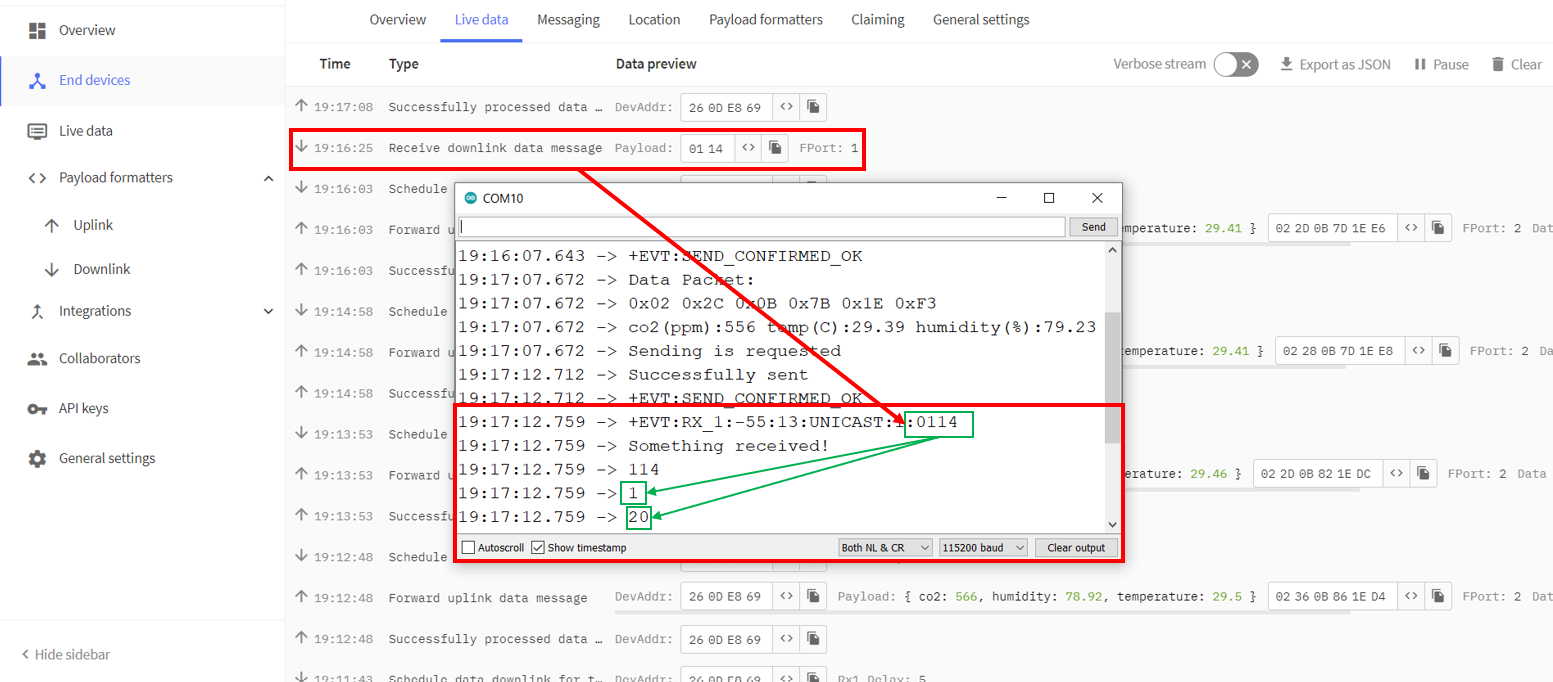 Overview Live data Messaging Location Payload formatters Claiming General settings
Overview
End devices
Live data
Payload formatters
Uplink
Downlink
Integrations
Collaborators
API keys
General settings
Hide sidebar
Time Type Data preview Verbose stream Export as JSON Pause Clear
19:17:08 Successfully processed data … DevAddr: 26 0D E8 69
19:16:25 Receive downlink data message Payload: 01 14 FPort: 1
19:16:03 Schedule
19:16:03 Forward u mperature: 29.41 } 02 2D 0B 7D 1E E6 FPort: 2 Dat
19:16:03 Successfu
19:14:58 Schedule
19:14:58 Forward u temperature: 29.41 } 02 28 0B 7D 1E E8 FPort: 2 Da
19:14:58 Successfu
19:13:53 Schedule
19:13:53 Forward u erature: 29.46 } 02 2D 0B 82 1E DC FPort: 2 Data
19:13:53 Successfu
19:12:48 Schedule
19:12:48 Forward uplink data message DevAddr: 26 0D E8 69 Payload: { co2: 566, humidity: 78.92, temperature: 29.5 } 02 36 0B 86 1E D4 FPort: 2 Dat
19:12:48 Successfully processed data … DevAddr: 26 0D E8 69
19:11:43 Schedule data downlink for t… DevAddr: 26 0D E8 69 Rx1 Delay: 5
COM10
Send
19:16:07.643 -> +EVT:SEND_CONFIRMED_OK
19:17:07.672 -> Data Packet:
19:17:07.672 -> 0x02 0x2C 0x0B 0x7B 0x1E 0xF3
19:17:07.672 -> co2(ppm):556 temp(C):29.39 humidity(%):79.23
19:17:07.672 -> Sending is requested
19:17:12.712 -> Successfully sent
19:17:12.712 -> +EVT:SEND_CONFIRMED_OK
19:17:12.759 -> +EVT:RX_1:-55:13:UNICAST:1:0114
19:17:12.759 -> Something received!
19:17:12.759 -> 114
19:17:12.759 -> 1
19:17:12.759 -> 20
Autoscroll Show timestamp Both NL & CR 115200 baud Clear output